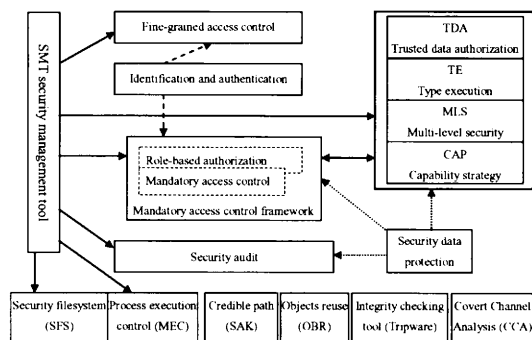 SMT security management tool
Fine-grained access control
Identification and authentication
Role-based authorization
Mandatory access control
Mandatory access control framework
Security audit
TDA
Trusted data authorization
TE
Type execution
MLS
Multi-level security
CAP
Capability strategy
Security data
protection
Security filesystem
(SFS)
Process execution
control (MEC)
Credible path
(SAK)
Objects reuse
(OBR)
Integrity checking
tool (Tripware)
Covert Channel
Analysis (CCA)